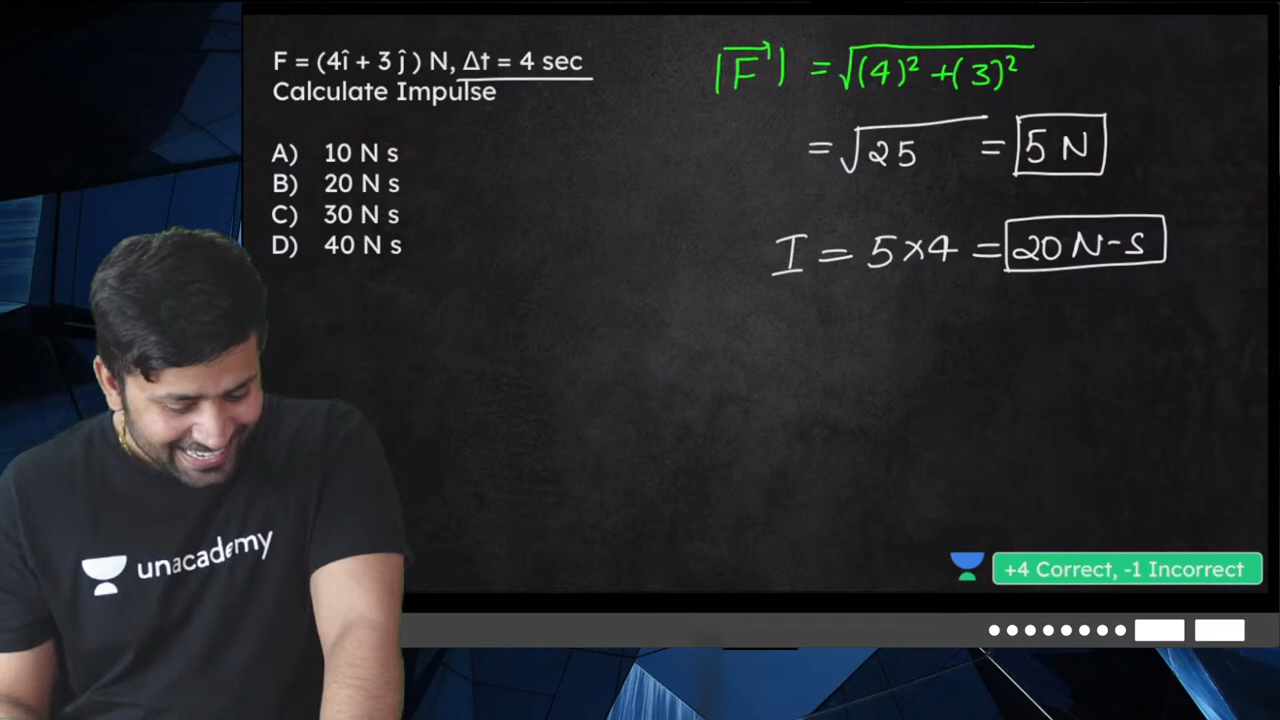 F = (4î + 3 ĵ ) N, Δt = 4 sec
Calculate Impulse
A) 10 N s
B) 20 N s
C) 30 N s
D) 40 N s
|F⃗| = √(4)² + (3)²
= √25 = 5 N
I = 5×4 = 20 N-S
unacademy
+4 Correct, -1 Incorrect